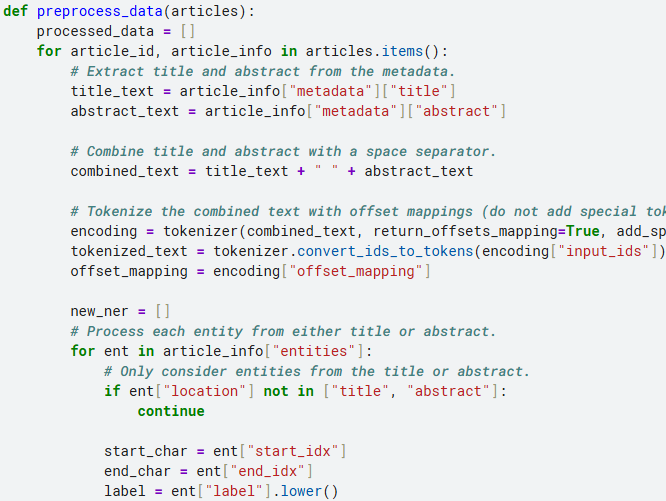 def preprocess_data(articles):
    processed_data = []
    for article_id, article_info in articles.items():
        # Extract title and abstract from the metadata.
        title_text = article_info["metadata"]["title"]
        abstract_text = article_info["metadata"]["abstract"]

        # Combine title and abstract with a space separator.
        combined_text = title_text + " " + abstract_text

        # Tokenize the combined text with offset mappings (do not add special tok
        encoding = tokenizer(combined_text, return_offsets_mapping=True, add_sp
        tokenized_text = tokenizer.convert_ids_to_tokens(encoding["input_ids"])
        offset_mapping = encoding["offset_mapping"]

        new_ner = []
        # Process each entity from either title or abstract.
        for ent in article_info["entities"]:
            # Only consider entities from the title or abstract.
            if ent["location"] not in ["title", "abstract"]:
                continue

            start_char = ent["start_idx"]
            end_char = ent["end_idx"]
            label = ent["label"].lower()